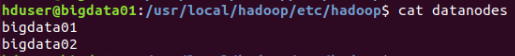 hduser@bigdata01:/usr/local/hadoop/etc/hadoop$ cat datanodes
bigdata01
bigdata02